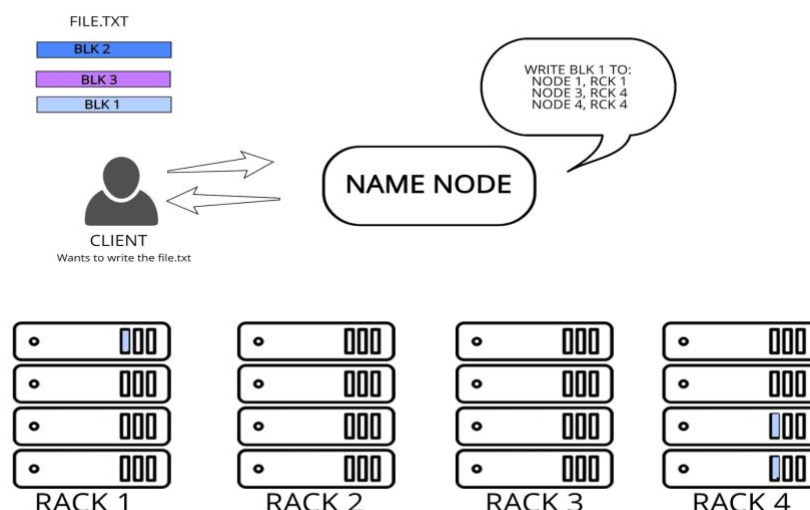 FILE.TXT
BLK 2
BLK 3
BLK 1
WRITE BLK 1 TO:
NODE 1, RCK 1
NODE 3, RCK 4
NODE 4, RCK 4
NAME NODE
CLIENT
Wants to write the file.txt
RACK 1
RACK 2
RACK 3
RACK 4